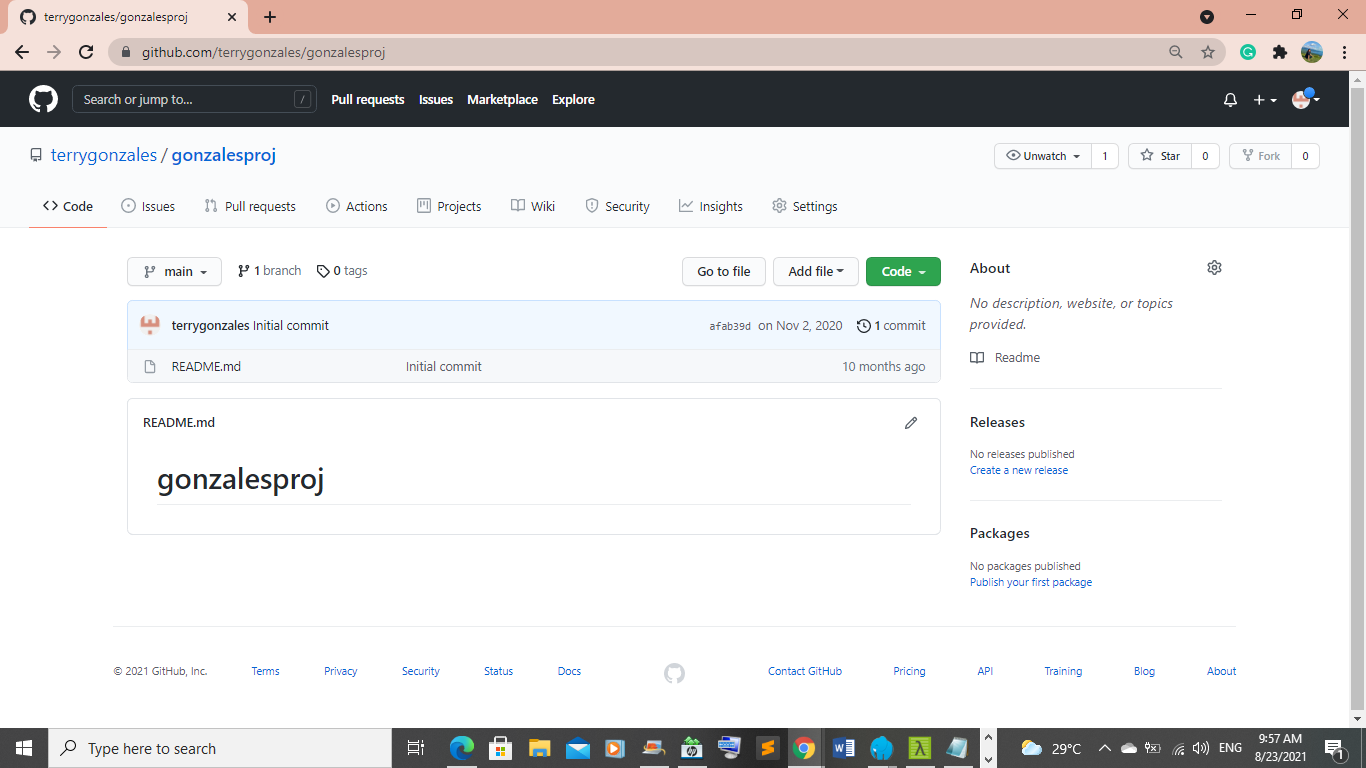 terrygonzales/gonzalesproj
github.com/terrygonzales/gonzalesproj
Search or jump to... / Pull requests Issues Marketplace Explore
terrygonzales / gonzalesproj Unwatch 1 Star 0 Fork 0
Code Issues Pull requests Actions Projects Wiki Security Insights Settings
main 1 branch 0 tags Go to file Add file Code
terrygonzales Initial commit afab39d on Nov 2, 2020 1 commit
README.md Initial commit 10 months ago
README.md
gonzalesproj
About
No description, website, or topics
provided.
Readme
Releases
No releases published
Create a new release
Packages
No packages published
Publish your first package
© 2021 GitHub, Inc. Terms Privacy Security Status Docs Contact GitHub Pricing API Training Blog About
Type here to search 29°C ENG 9:57 AM
8/23/2021 1